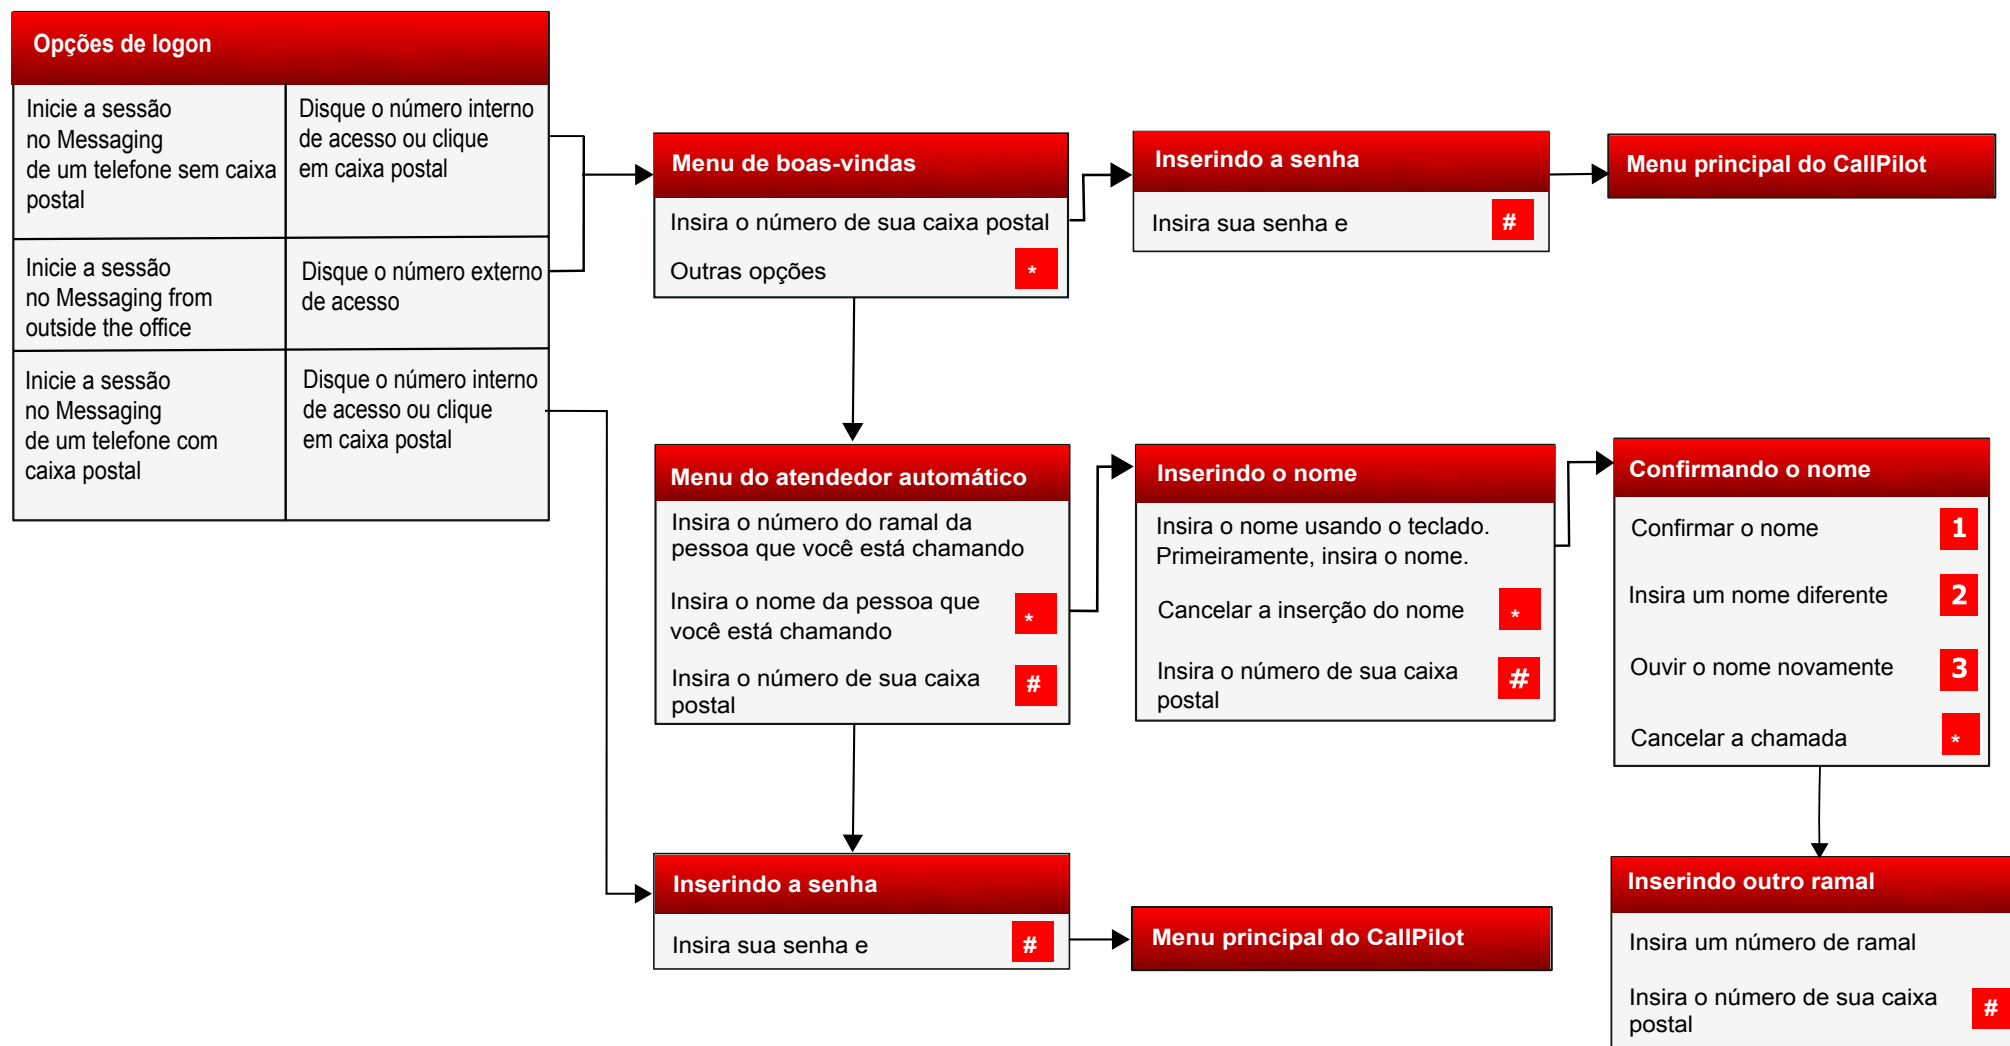 Opções de logon
Inicie a sessão
no Messaging
de um telefone sem caixa
postal
Disque o número interno
de acesso ou clique
em caixa postal
Inicie a sessão
no Messaging from
outside the office
Disque o número externo
de acesso
Inicie a sessão
no Messaging
de um telefone com
caixa postal
Disque o número interno
de acesso ou clique
em caixa postal
Menu de boas-vindas
Insira o número de sua caixa postal
Outras opções *
Inserindo a senha
Insira sua senha e #
Menu principal do CallPilot
Menu do atendedor automático
Insira o número do ramal da
pessoa que você está chamando
Insira o nome da pessoa que
você está chamando *
Insira o número de sua caixa
postal #
Inserindo o nome
Insira o nome usando o teclado.
Primeiramente, insira o nome.
Cancelar a inserção do nome *
Insira o número de sua caixa
postal #
Confirmando o nome
Confirmar o nome 1
Insira um nome diferente 2
Ouvir o nome novamente 3
Cancelar a chamada *
Inserindo a senha
Insira sua senha e #
Menu principal do CallPilot
Inserindo outro ramal
Insira um número de ramal
Insira o número de sua caixa
postal #